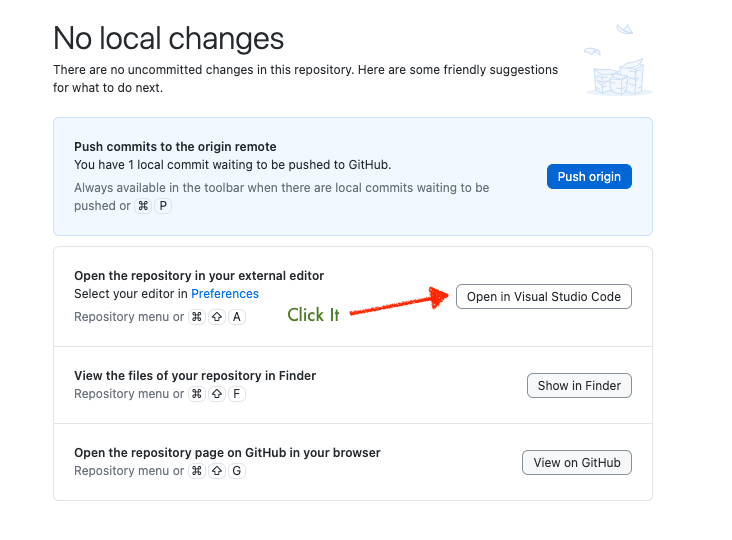 No local changes
There are no uncommitted changes in this repository. Here are some friendly suggestions
for what to do next.
Push commits to the origin remote
You have 1 local commit waiting to be pushed to GitHub.
Always available in the toolbar when there are local commits waiting to be
pushed or ⌘ P
Push origin
Open the repository in your external editor
Select your editor in Preferences
Repository menu or ⌘ ⇧ A
Click It
Open in Visual Studio Code
View the files of your repository in Finder
Repository menu or ⌘ ⇧ F
Show in Finder
Open the repository page on GitHub in your browser
Repository menu or ⌘ ⇧ G
View on GitHub